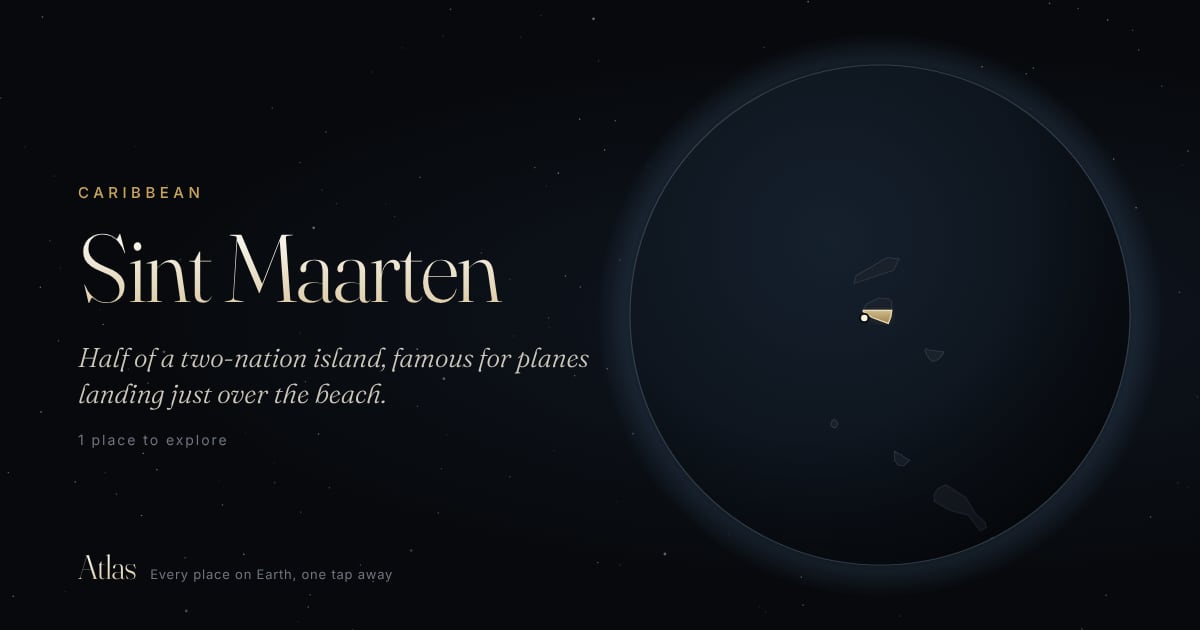 CARIBBEAN
Sint Maarten
Half of a two-nation island, famous for planes
landing just over the beach.
1 place to explore
Atlas Every place on Earth, one tap away